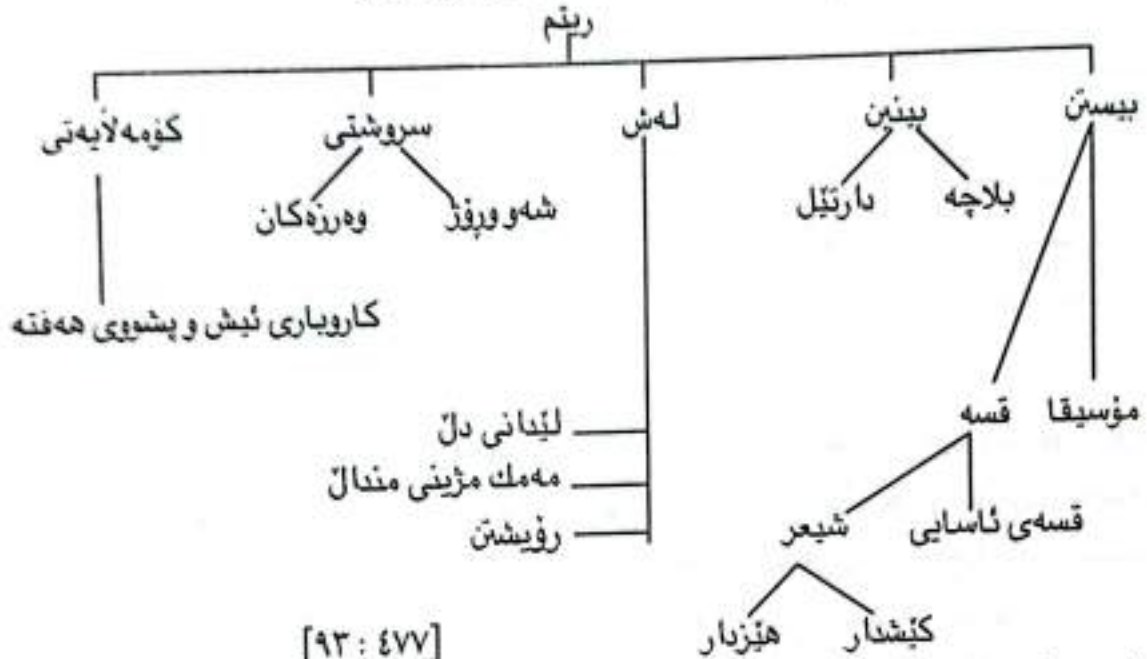 ریتم
بیستن بینین لەش سروشتی کۆمەڵایەتی
بلاچە دارتێل شەو ورۆژ وەرزەکان
کاروباری ئیش و پشووی هەفتە
مۆسیقا قسە لێدانی دڵ
مەمك مژینی منداڵ
قسەی ئاسایی شیعر رۆیشتن
کێشدار هێزدار
[٩٣ : ٤٧٧]